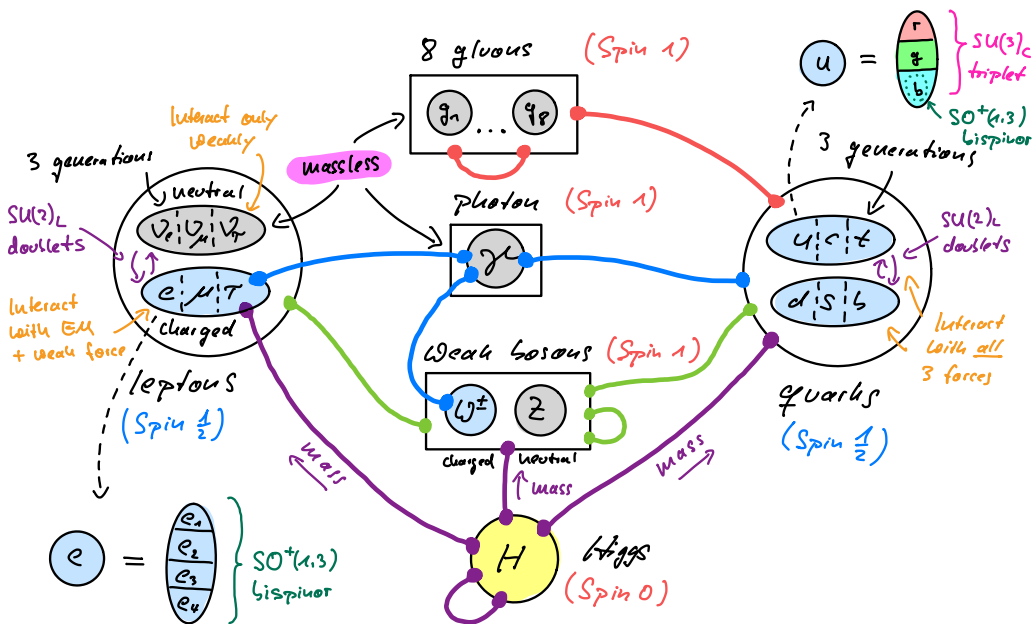 8 gluons
(Spin 1)
g1 ... g8
u
=
r
g
b
SU(3)c
triplet
SO+(1,3)
bispinor
Interact only
weakly
massless
3 generations
neutral
νe νμ ντ
SU(2)L
doublets
e μ τ
charged
Interact
with EM
+ weak force
leptons
(Spin 1/2)
photon
(Spin 1)
γ
3 generations
u c t
d s b
SU(2)L
doublets
Interact
with all
3 forces
quarks
(Spin 1/2)
Weak bosons
(Spin 1)
W± Z
charged neutral
mass
mass
mass
H
Higgs
(Spin 0)
e
=
e1
e2
e3
e4
SO+(1,3)
bispinor